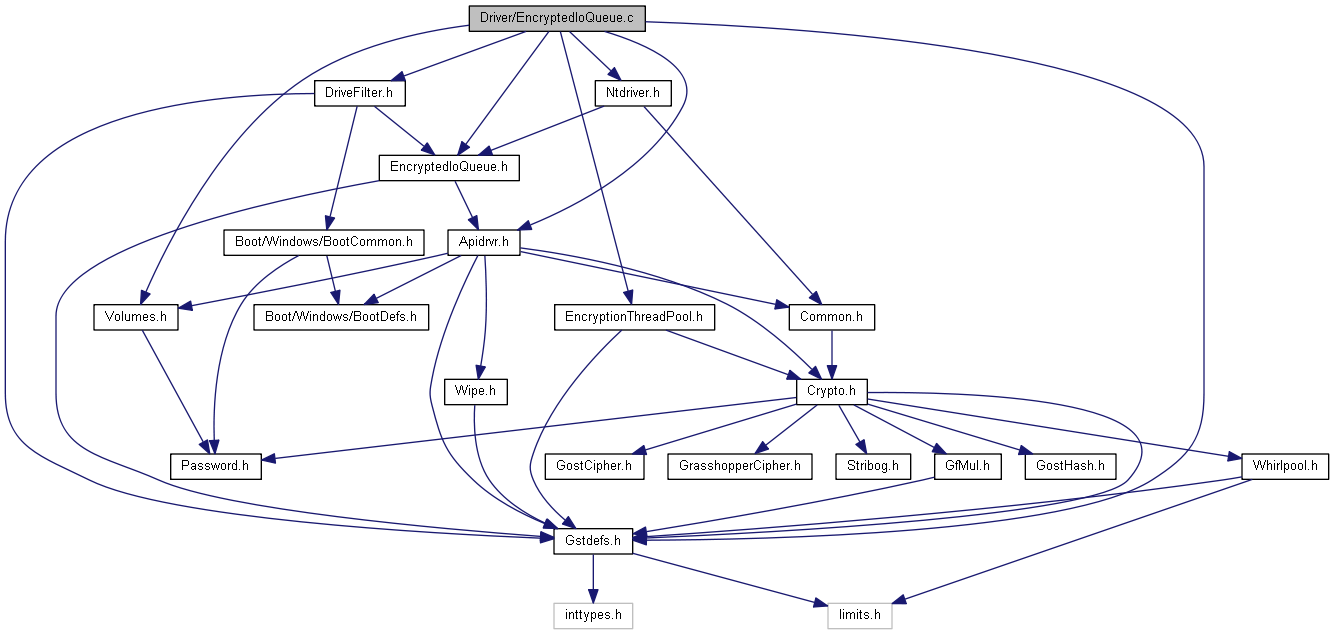 Driver/EncryptedIoQueue.c
DriveFilter.h
Ntdriver.h
EncryptedIoQueue.h
Boot/Windows/BootCommon.h
Apidrvr.h
Volumes.h
Boot/Windows/BootDefs.h
EncryptionThreadPool.h
Common.h
Wipe.h
Crypto.h
Password.h
GostCipher.h
GrasshopperCipher.h
Stribog.h
GfMul.h
GostHash.h
Whirlpool.h
Gstdefs.h
inttypes.h
limits.h